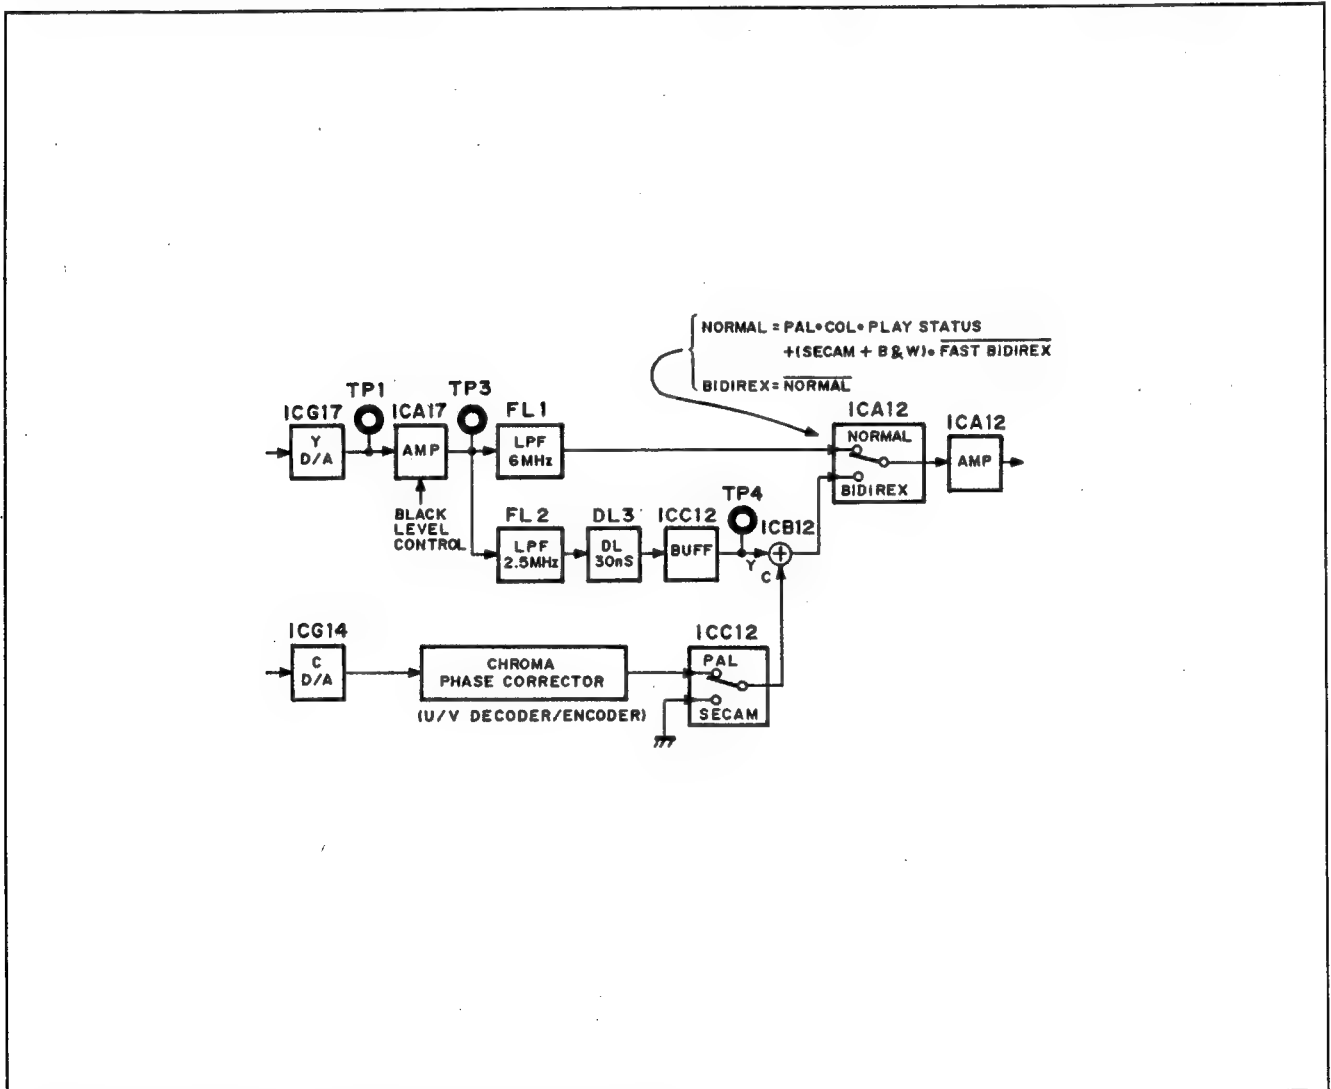 NORMAL = PAL•COL•PLAY STATUS
+(SECAM + B&W)• FAST BIDIREX
BIDIREX= NORMAL
TP1
TP3
ICG17
ICA17
FL1
ICA12
ICA12
Y
D/A
AMP
LPF
6MHz
NORMAL
BIDIREX
AMP
BLACK
LEVEL
CONTROL
FL2
DL3
ICC12
TP4
ICB12
LPF
2.5MHz
DL
30nS
BUFF
Y
C
ICG14
ICC12
C
D/A
CHROMA
PHASE CORRECTOR
(U/V DECODER/ENCODER)
PAL
SECAM